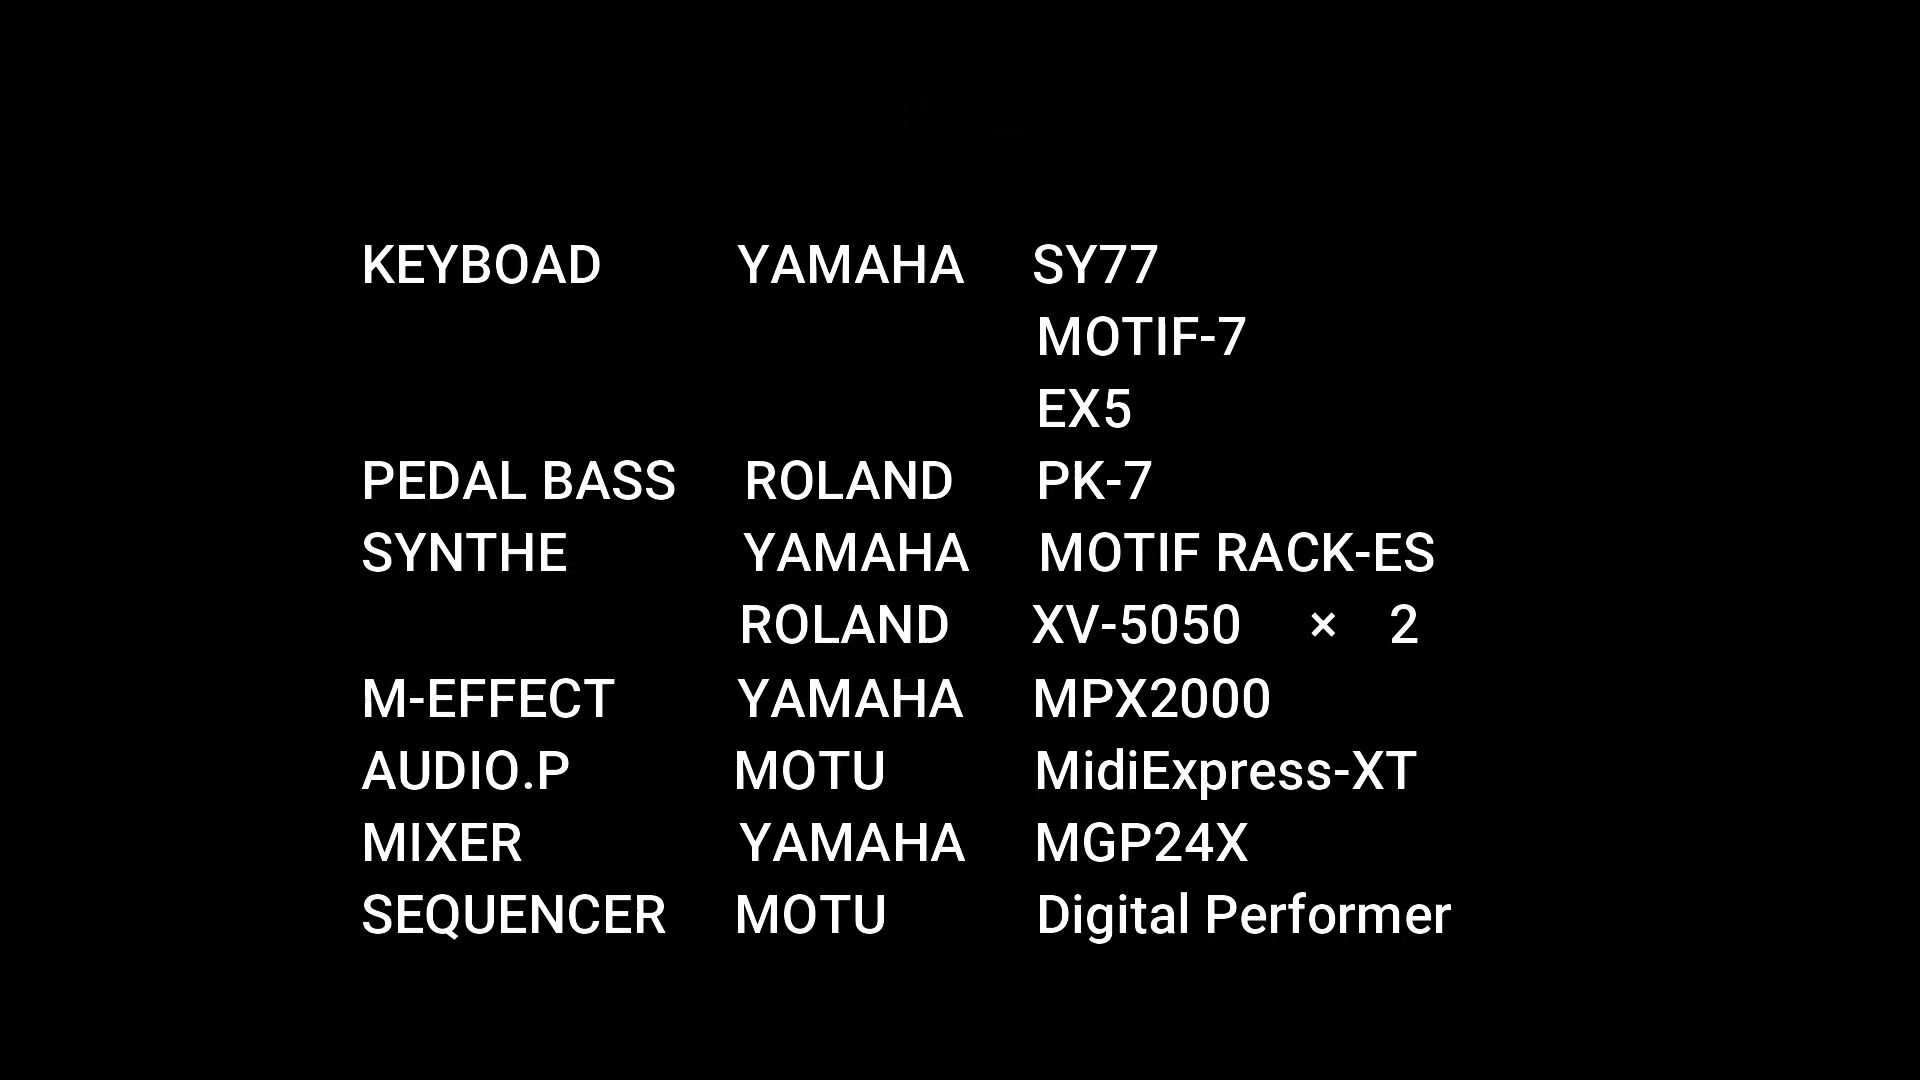 KEYBOAD YAMAHA SY77
MOTIF-7
EX5
PEDAL BASS ROLAND PK-7
SYNTHE YAMAHA MOTIF RACK-ES
ROLAND XV-5050 × 2
M-EFFECT YAMAHA MPX2000
AUDIO.P MOTU MidiExpress-XT
MIXER YAMAHA MGP24X
SEQUENCER MOTU Digital Performer